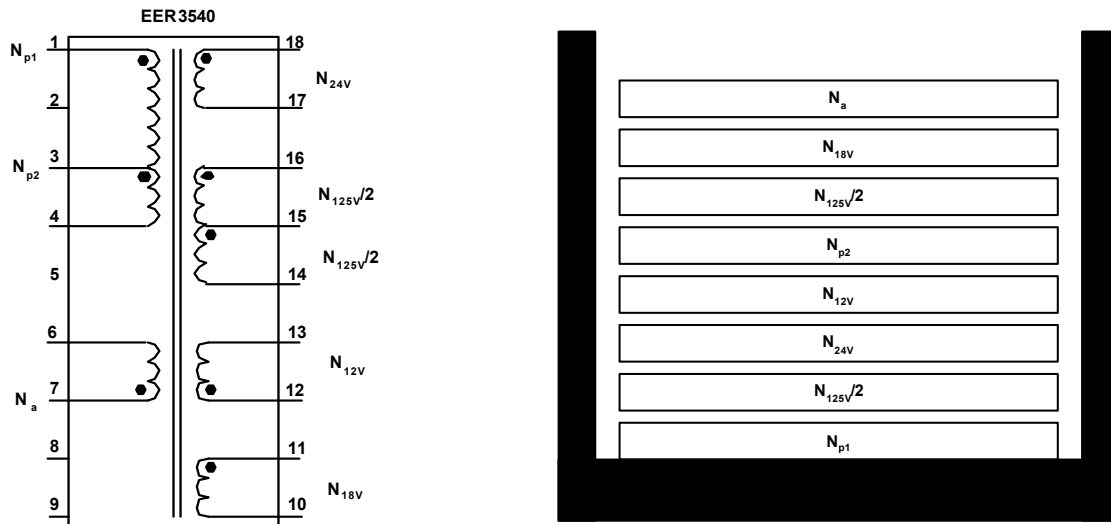 EER3540
N_p1 1 18
N_24V
2 17
N_p2 3 16
N_125V/2
4 15
N_125V/2
5 14
6 13
N_12V
N_a 7 12
8 11
N_18V
9 10
N_a
N_18V
N_125V/2
N_p2
N_12V
N_24V
N_125V/2
N_p1